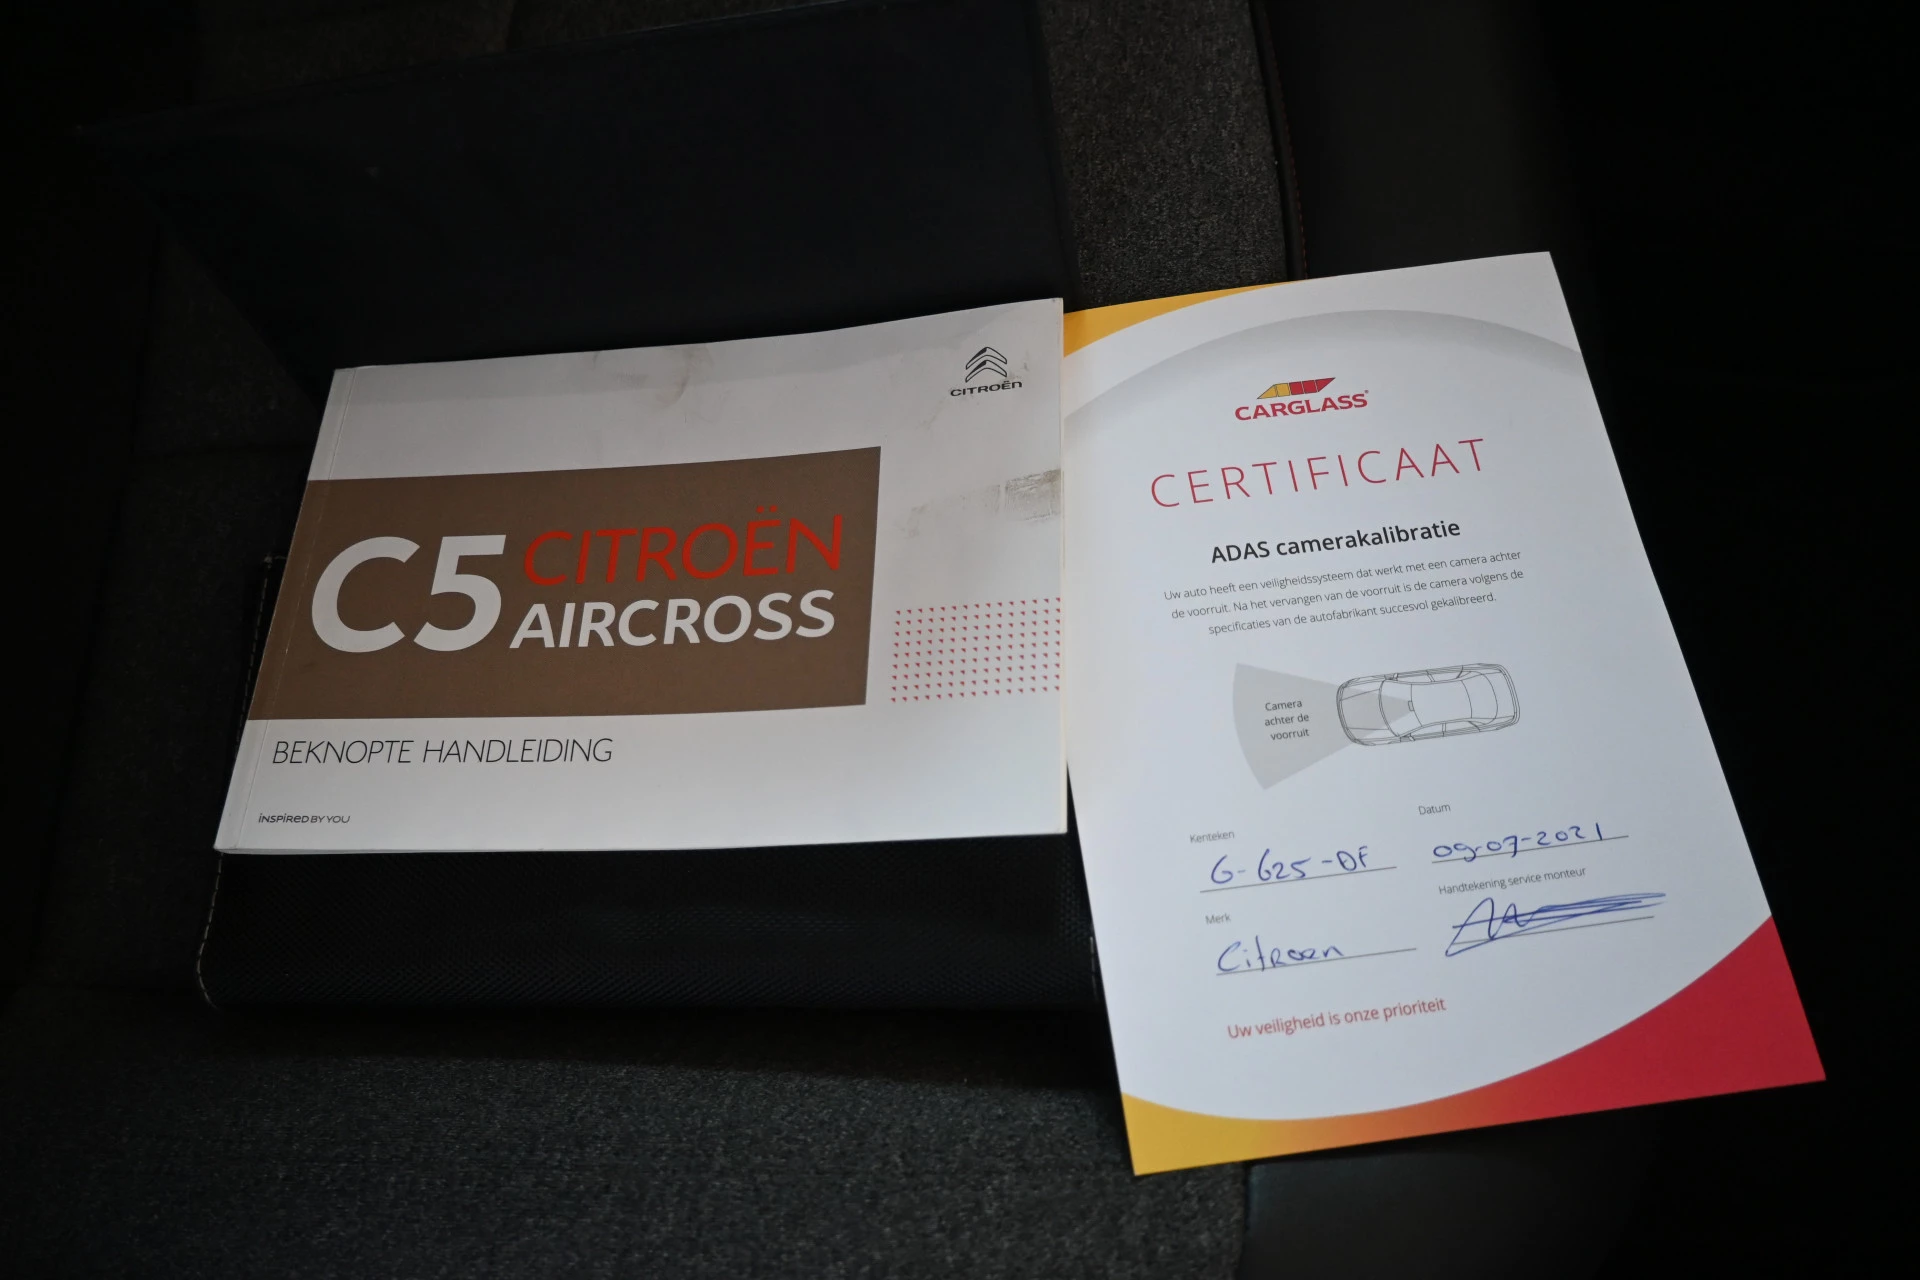 CITROËN
C5 CITROËN
AIRCROSS
BEKNOPTE HANDLEIDING
INSPIRED BY YOU
CARGLASS®
CERTIFICAAT
ADAS camerakalibratie
Uw auto heeft een veiligheidssysteem dat werkt met een camera achter
de voorruit. Na het vervangen van de voorruit is de camera volgens de
specificaties van de autofabrikant succesvol gekalibreerd.
Camera
achter de
voorruit
Kenteken
Datum
G-625-DF
09-07-2021
Merk
Handtekening service monteur
Citroen
Uw veiligheid is onze prioriteit